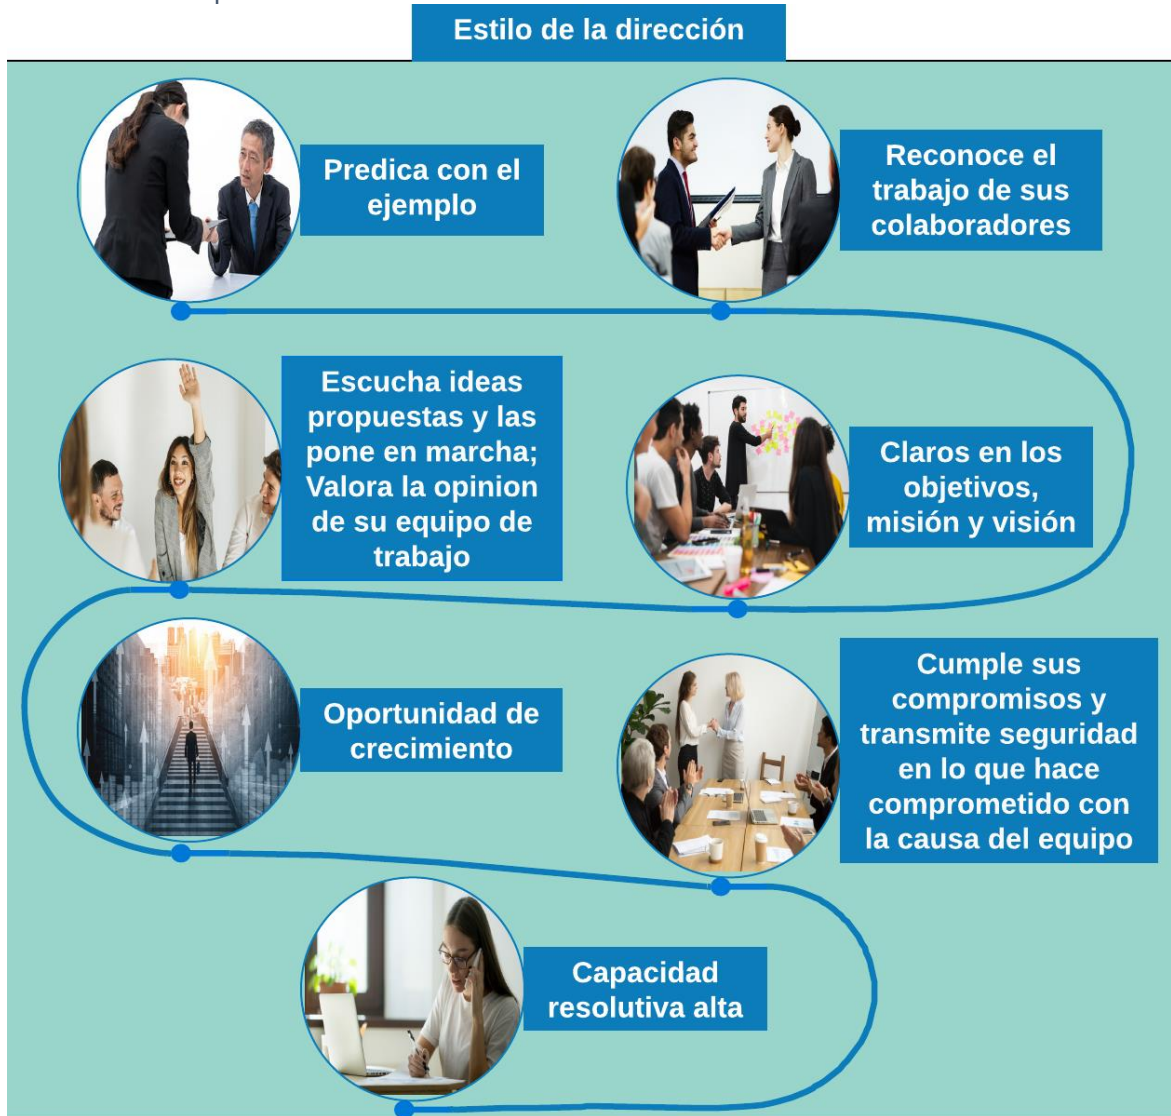 Estilo de la dirección
Predica con el
ejemplo
Reconoce el
trabajo de sus
colaboradores
Escucha ideas
propuestas y las
pone en marcha;
Valora la opinion
de su equipo de
trabajo
Claros en los
objetivos,
misión y visión
Oportunidad de
crecimiento
Cumple sus
compromisos y
transmite seguridad
en lo que hace
comprometido con
la causa del equipo
Capacidad
resolutiva alta